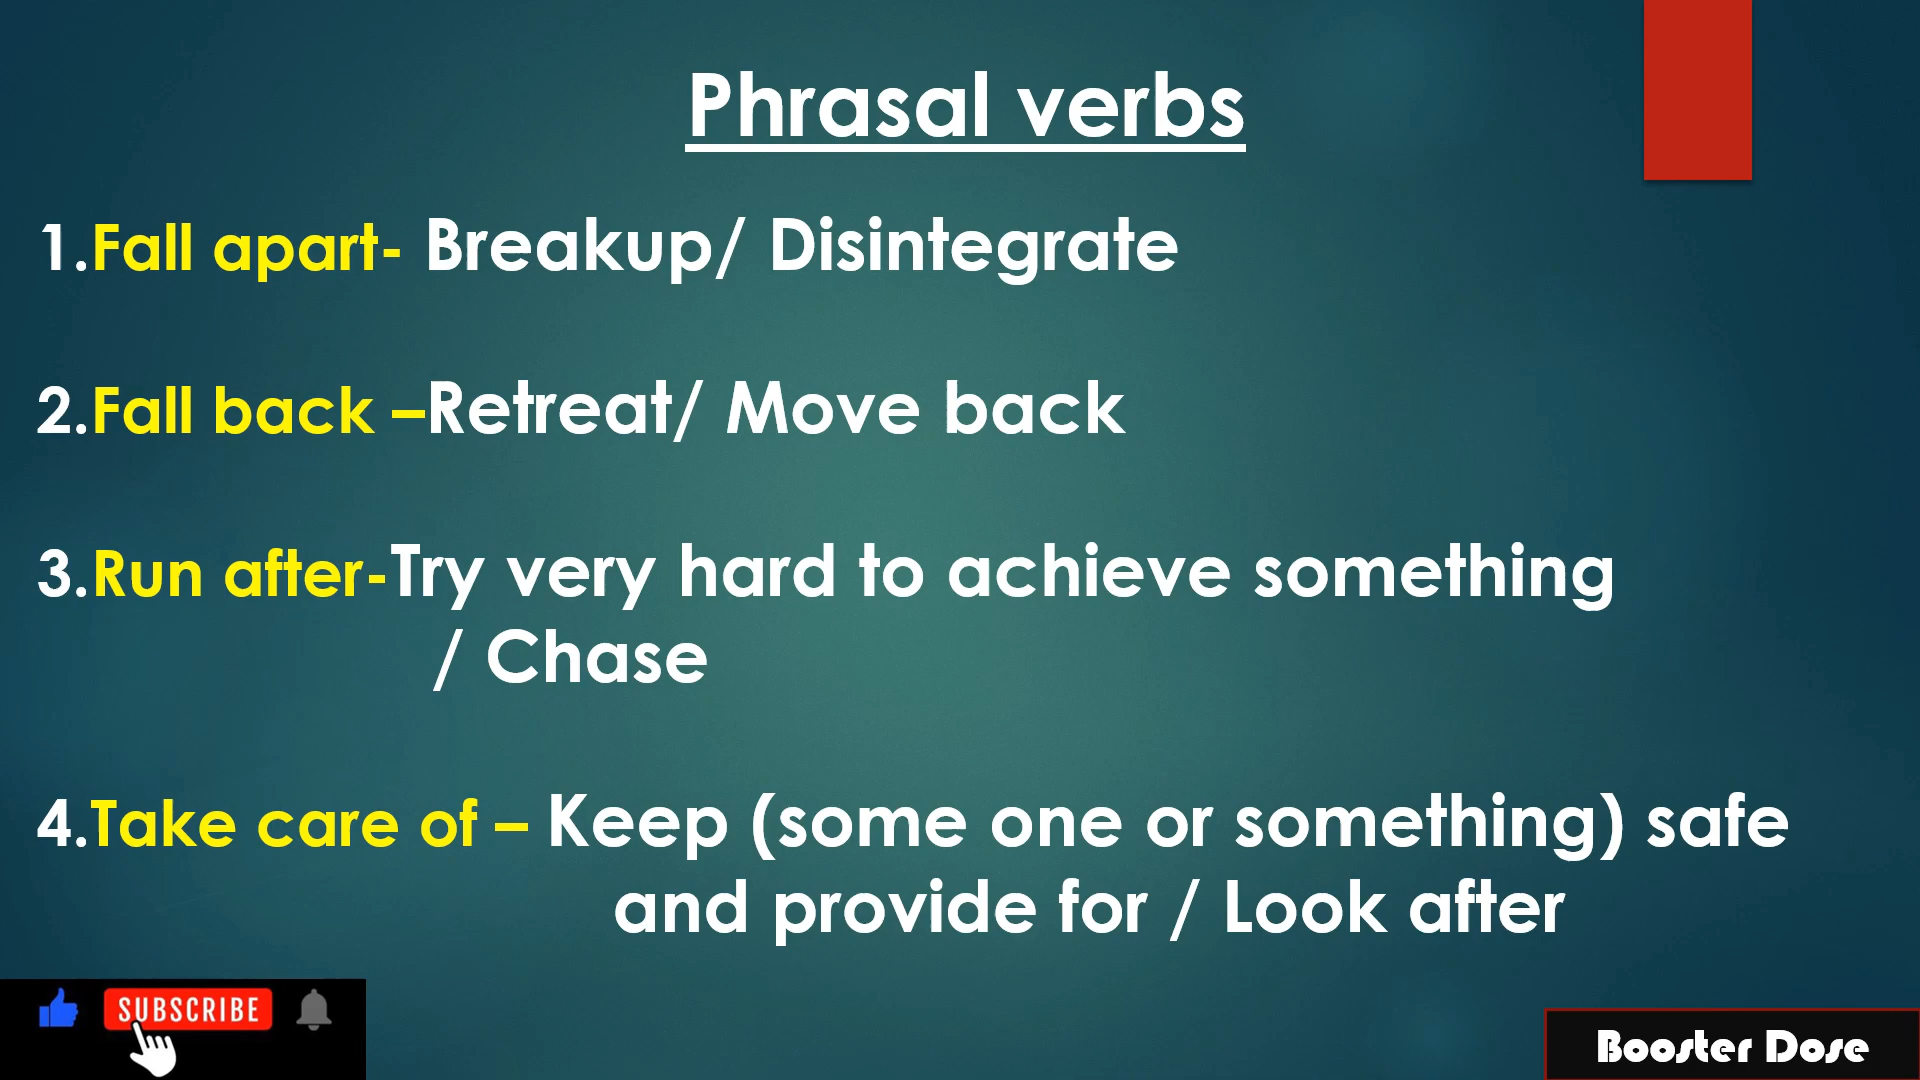 Phrasal verbs
1.Fall apart- Breakup/ Disintegrate
2.Fall back –Retreat/ Move back
3.Run after-Try very hard to achieve something
/ Chase
4.Take care of – Keep (some one or something) safe
and provide for / Look after
SUBSCRIBE
Booster Dose